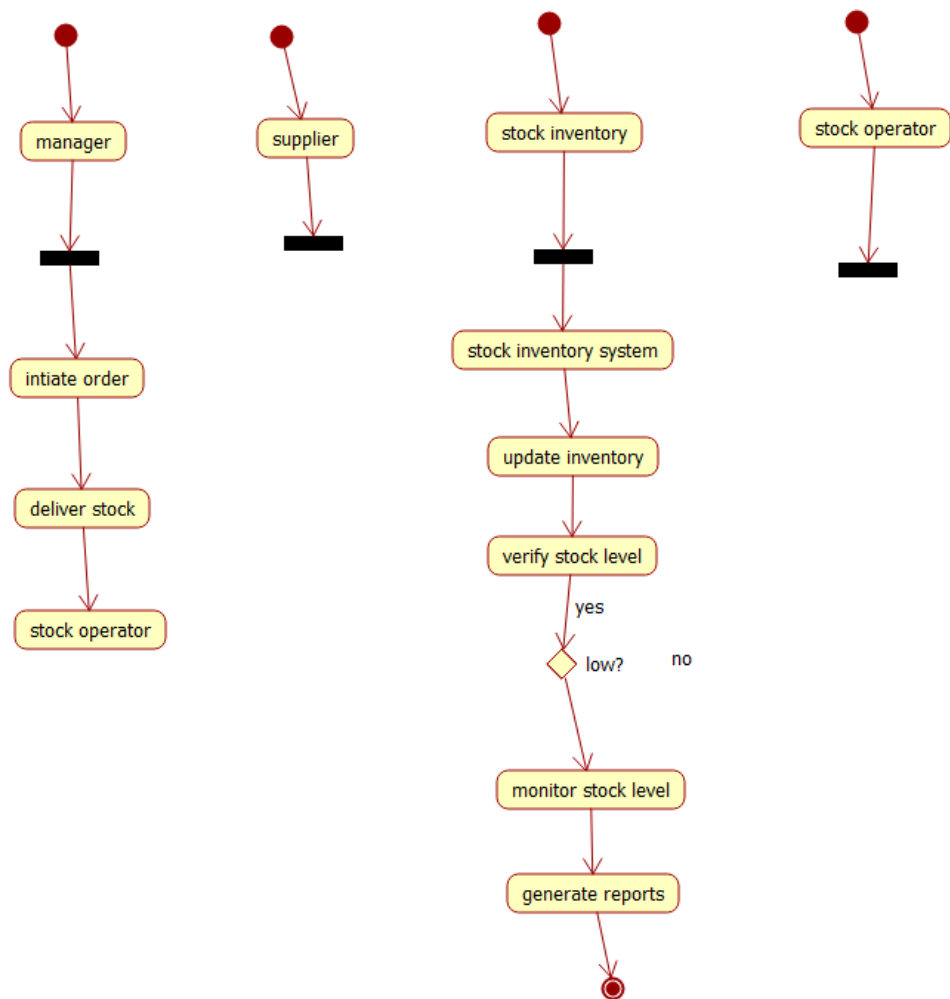 manager
intiate order
deliver stock
stock operator
supplier
stock inventory
stock inventory system
update inventory
verify stock level
yes
low?
no
monitor stock level
generate reports
stock operator